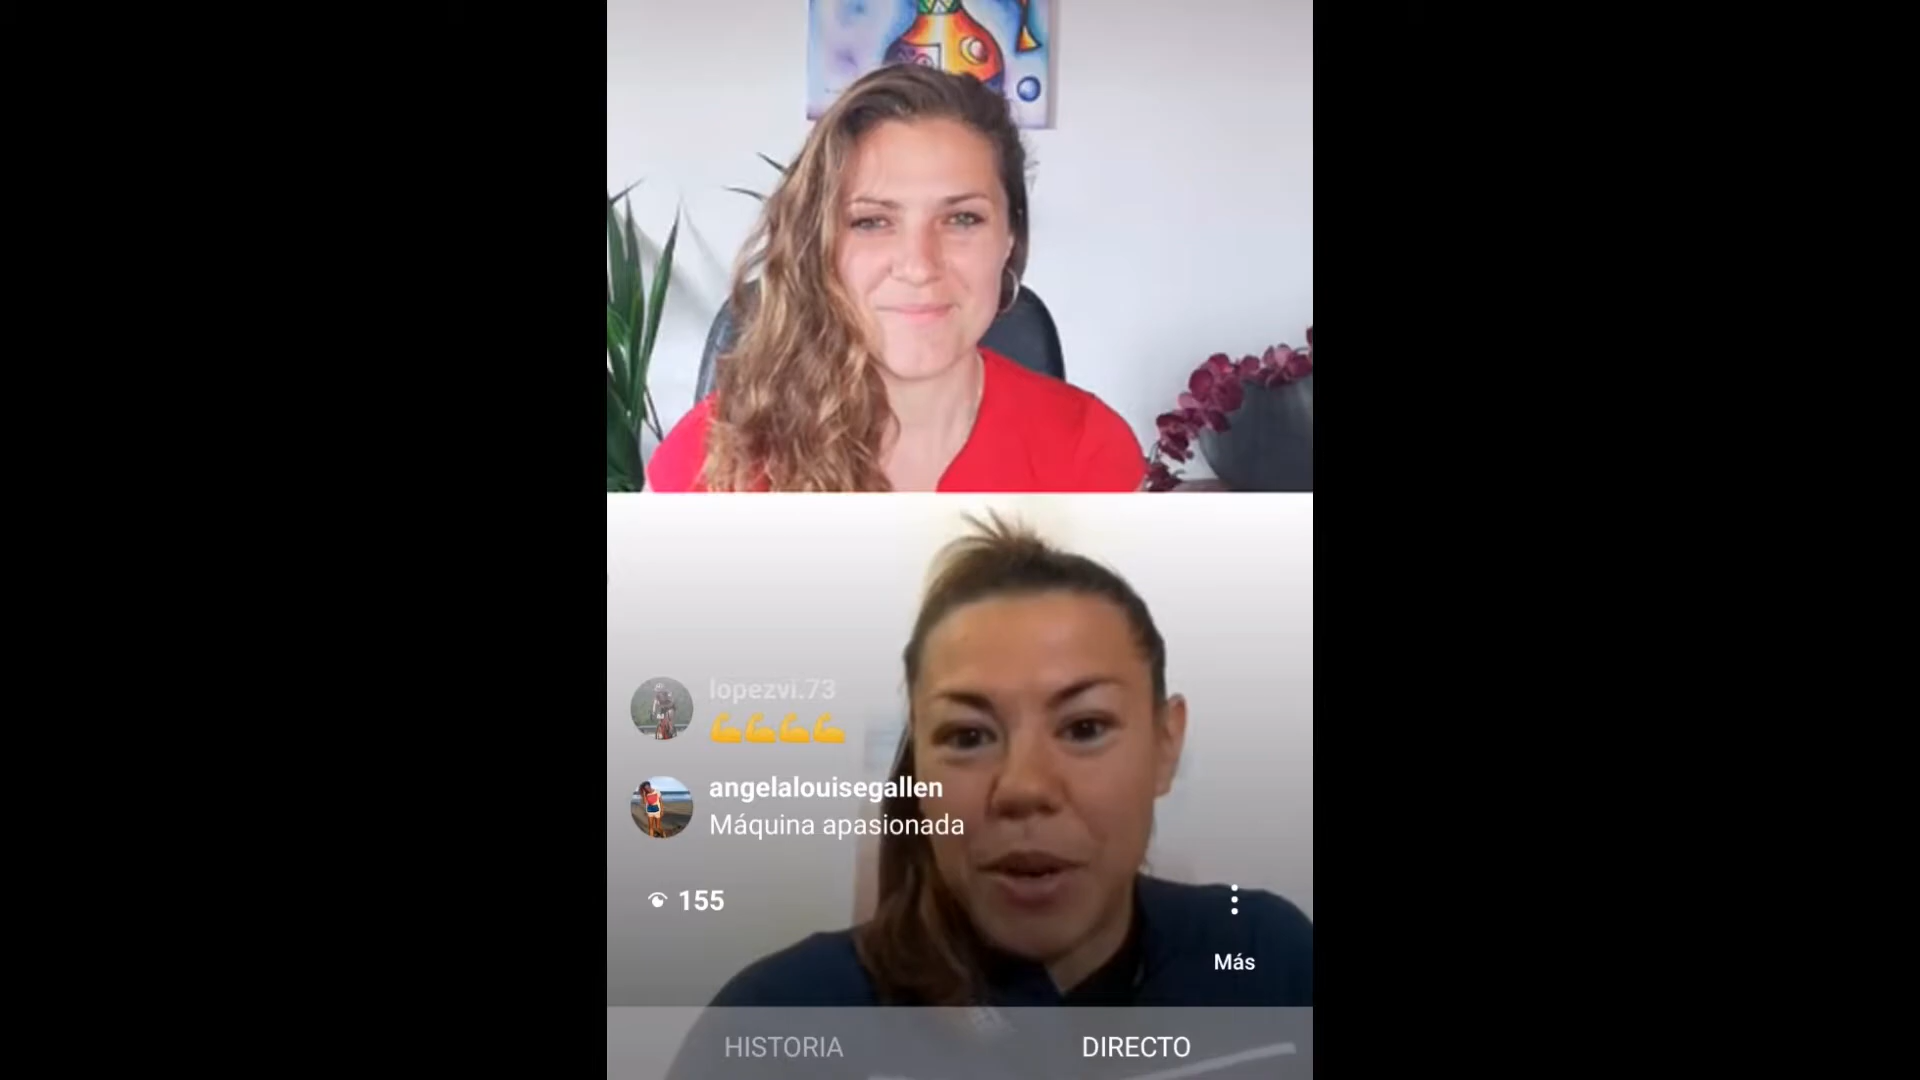 lopezvi.73
💪💪💪💪
angelalouisegallen
Máquina apasionada
155
Más
HISTORIA
DIRECTO